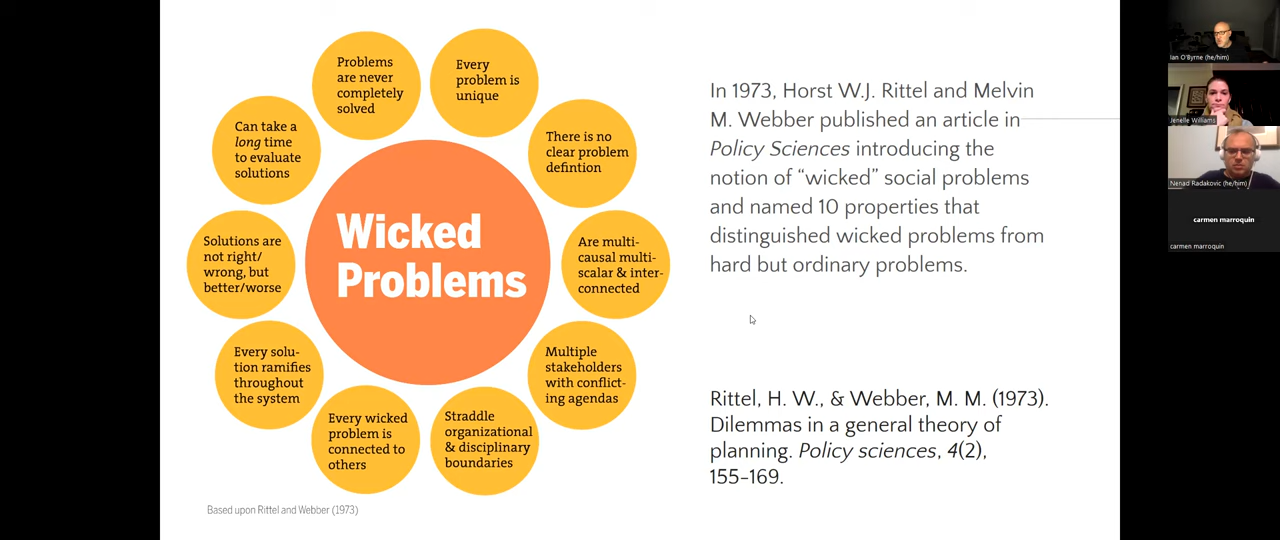 Problems
are never
completely
solved
Every
problem is
unique
There is no
clear problem
defintion
Are multi-
causal multi-
scalar & inter-
connected
Multiple
stakeholders
with conflict-
ing agendas
Straddle
organizational
& disciplinary
boundaries
Every wicked
problem is
connected to
others
Every solu-
tion ramifies
throughout
the system
Solutions are
not right/
wrong, but
better/worse
Can take a
long time
to evaluate
solutions
Wicked
Problems
Based upon Rittel and Webber (1973)
In 1973, Horst W.J. Rittel and Melvin
M. Webber published an article in
Policy Sciences introducing the
notion of “wicked” social problems
and named 10 properties that
distinguished wicked problems from
hard but ordinary problems.
Rittel, H. W., & Webber, M. M. (1973).
Dilemmas in a general theory of
planning. Policy sciences, 4(2),
155-169.
Ian O'Byrne (he/him)
Jenelle Williams
Nenad Radakovic (he/him)
carmen marroquin
carmen marroquin